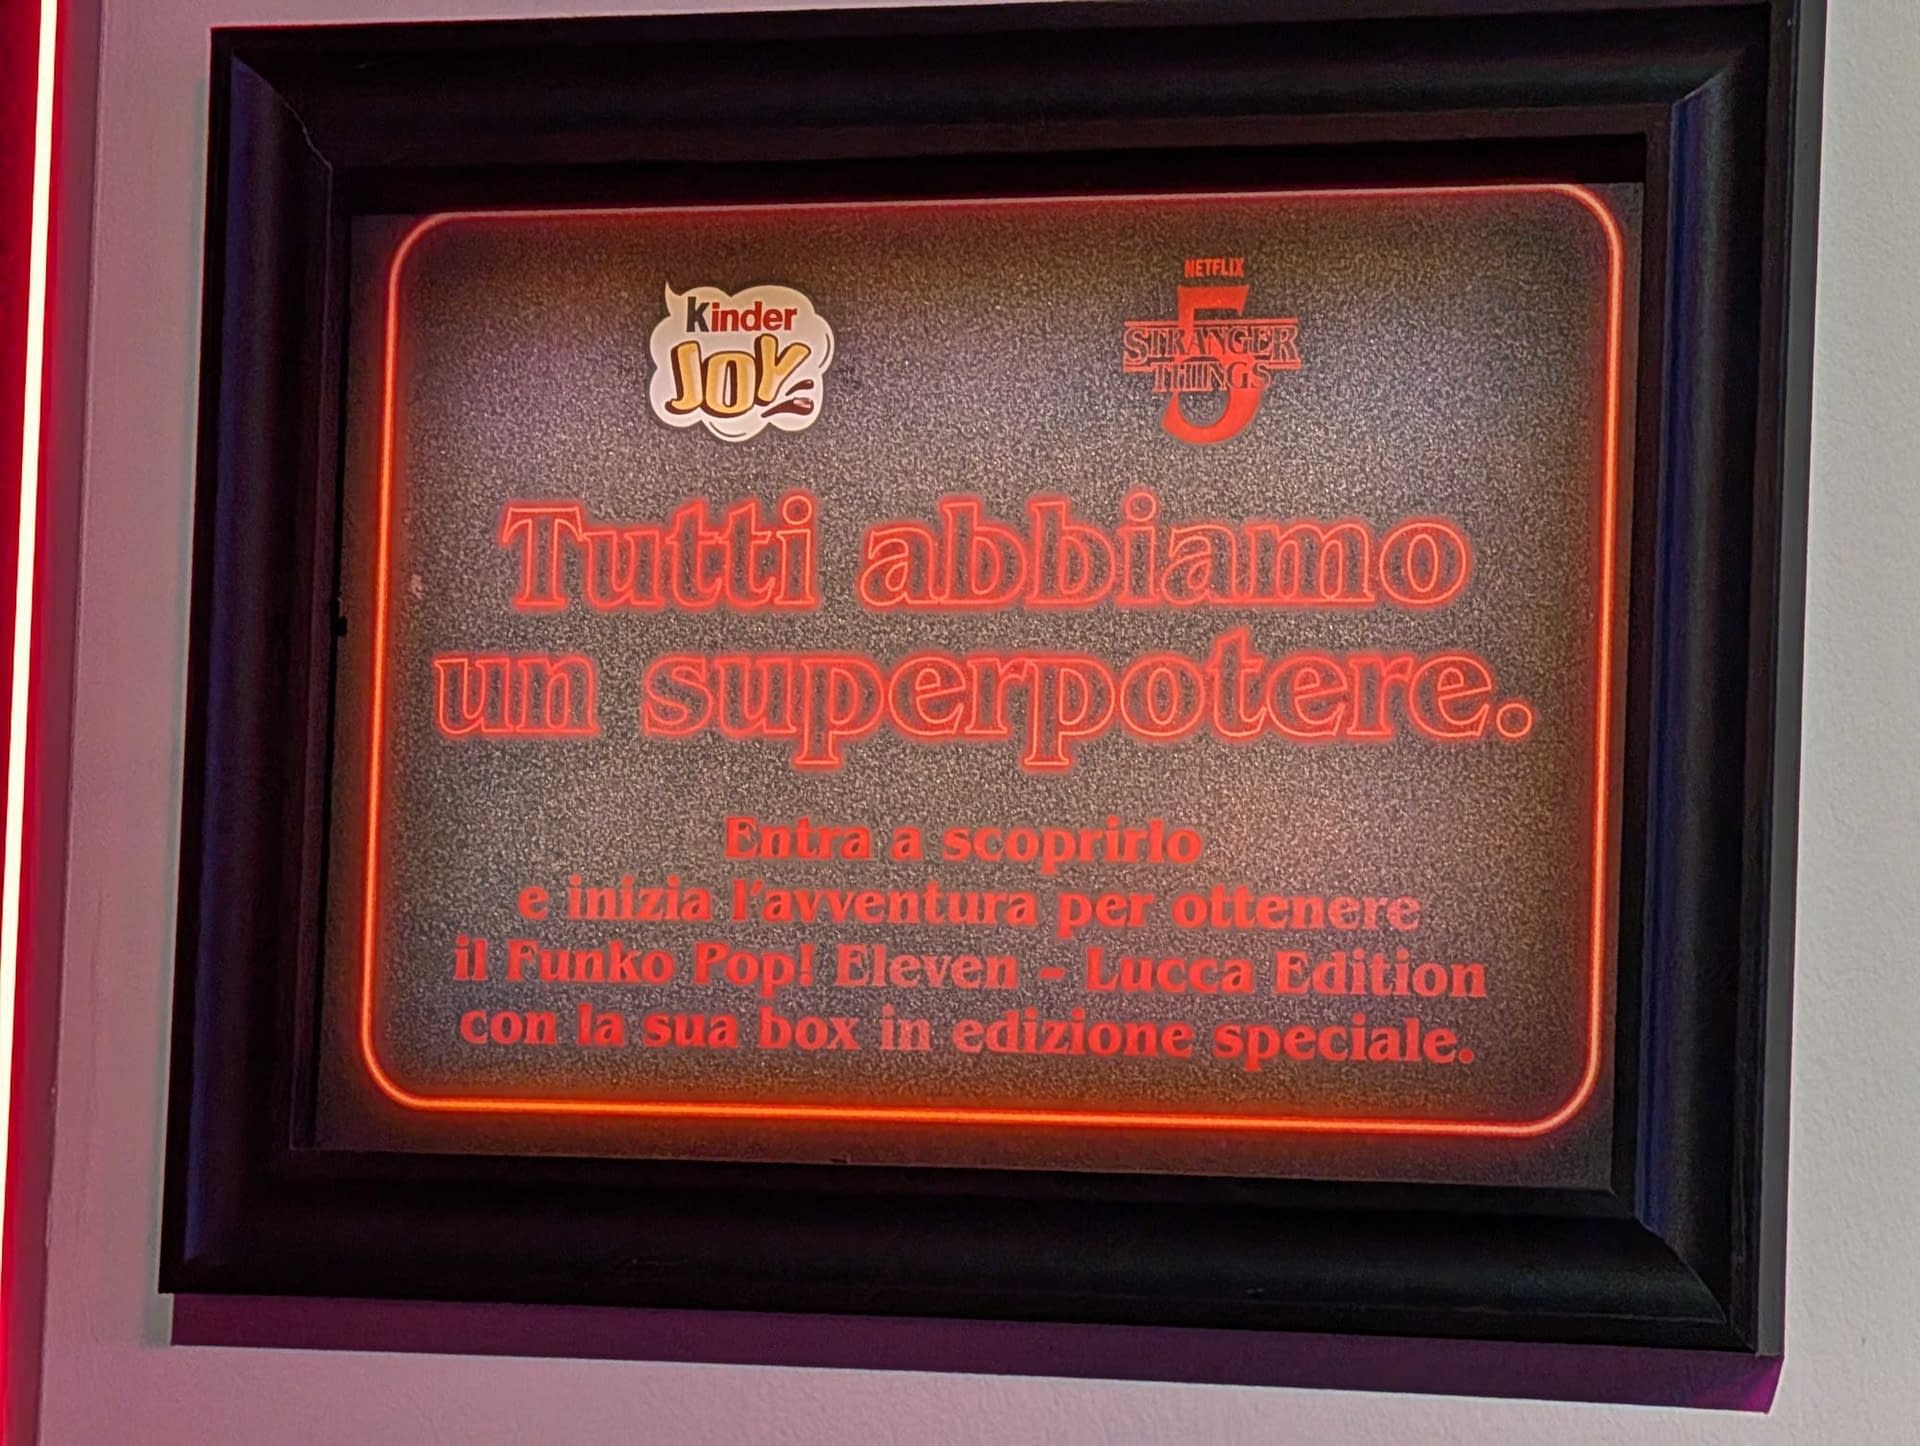 Kinder
JOY
NETFLIX
5
STRANGER
THINGS
Tutti abbiamo
un superpotere.
Entra a scoprirlo
e inizia l'avventura per ottenere
il Funko Pop! Eleven - Lucca Edition
con la sua box in edizione speciale.